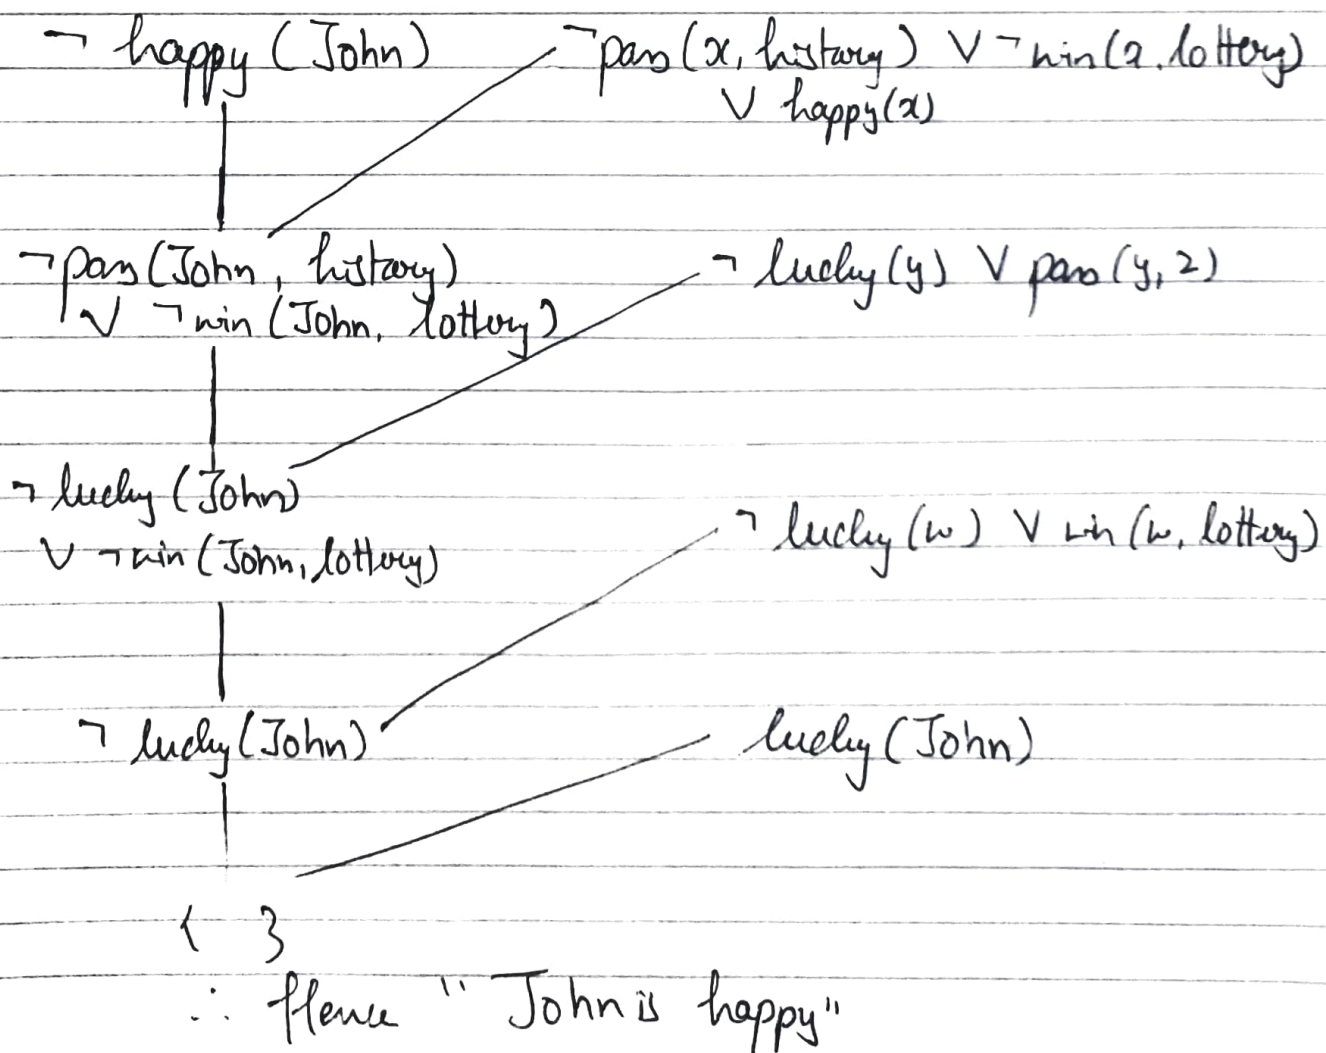 ¬ happy (John)
¬pass (x, history) ∨ ¬win(x, lottery)
∨ happy(x)
¬pass (John, history)
∨ ¬win (John, lottery)
¬ lucky (y) ∨ pass (y, z)
¬ lucky (John)
∨ ¬win (John, lottery)
¬ lucky (w) ∨ win (w, lottery)
¬ lucky (John)
lucky (John)
{ }
∴ Hence "John is happy"